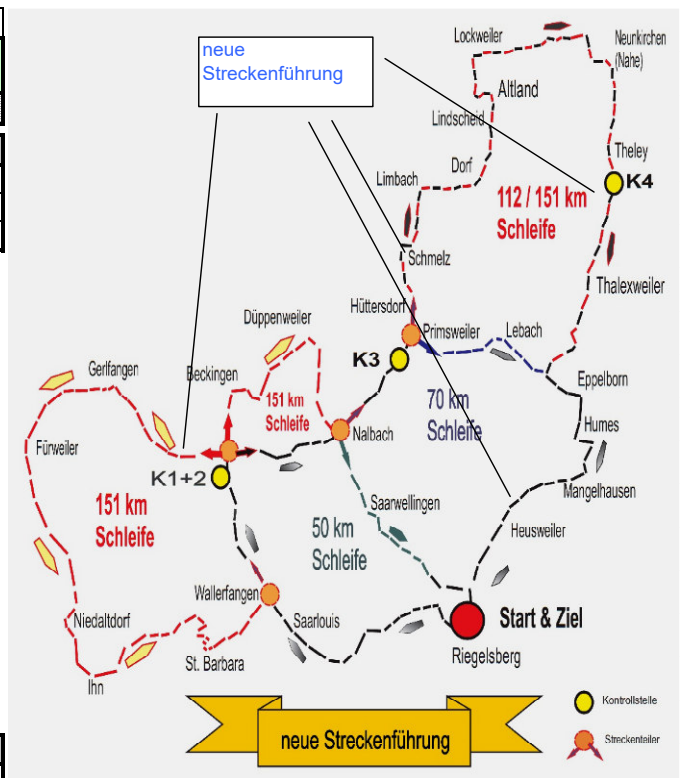 neue
Streckenführung
Lockweiler
Neunkirchen
(Nahe)
Altland
Lindscheid
Theley
Dorf
K4
Limbach
112 / 151 km
Schleife
Schmelz
Thalexweiler
Hüttersdorf
Düppenweiler
Primsweiler
Lebach
K3
Gerlfangen
Beckingen
Eppelborn
151 km
Schleife
70 km
Schleife
Humes
Nalbach
Fürweiler
K1+2
Mangelhausen
151 km
Schleife
Saarwellingen
50 km
Schleife
Heusweiler
Wallerfangen
Niedaltdorf
Saarlouis
Start & Ziel
St. Barbara
Riegelsberg
Ihn
Kontrollstelle
neue Streckenführung
Streckenteiler